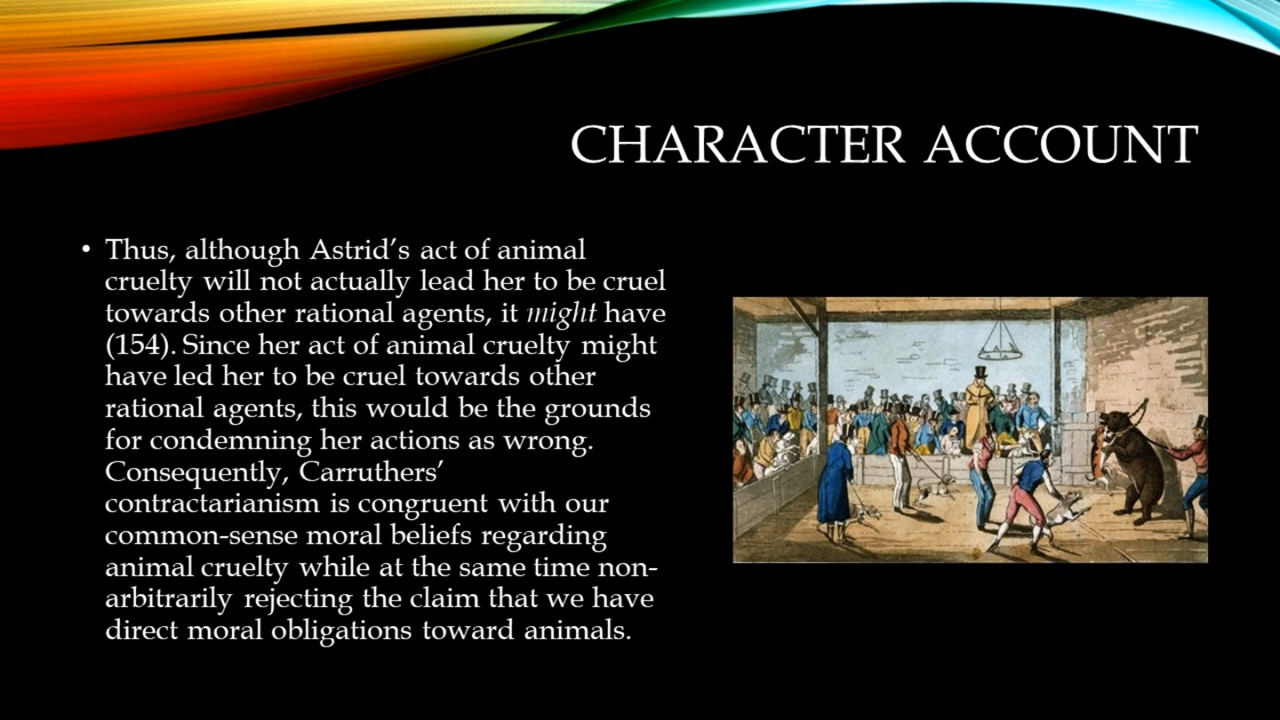 CHARACTER ACCOUNT
• Thus, although Astrid’s act of animal
cruelty will not actually lead her to be cruel
towards other rational agents, it might have
(154). Since her act of animal cruelty might
have led her to be cruel towards other
rational agents, this would be the grounds
for condemning her actions as wrong.
Consequently, Carruthers’
contractarianism is congruent with our
common-sense moral beliefs regarding
animal cruelty while at the same time non-
arbitrarily rejecting the claim that we have
direct moral obligations toward animals.